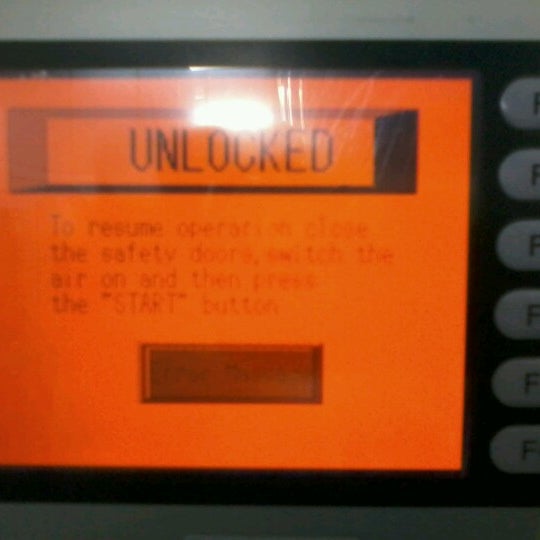 UNLOCKED
To resume operation close
the safety doors, switch the
air on and then press
the "START" button
F
F
F
F
F
F